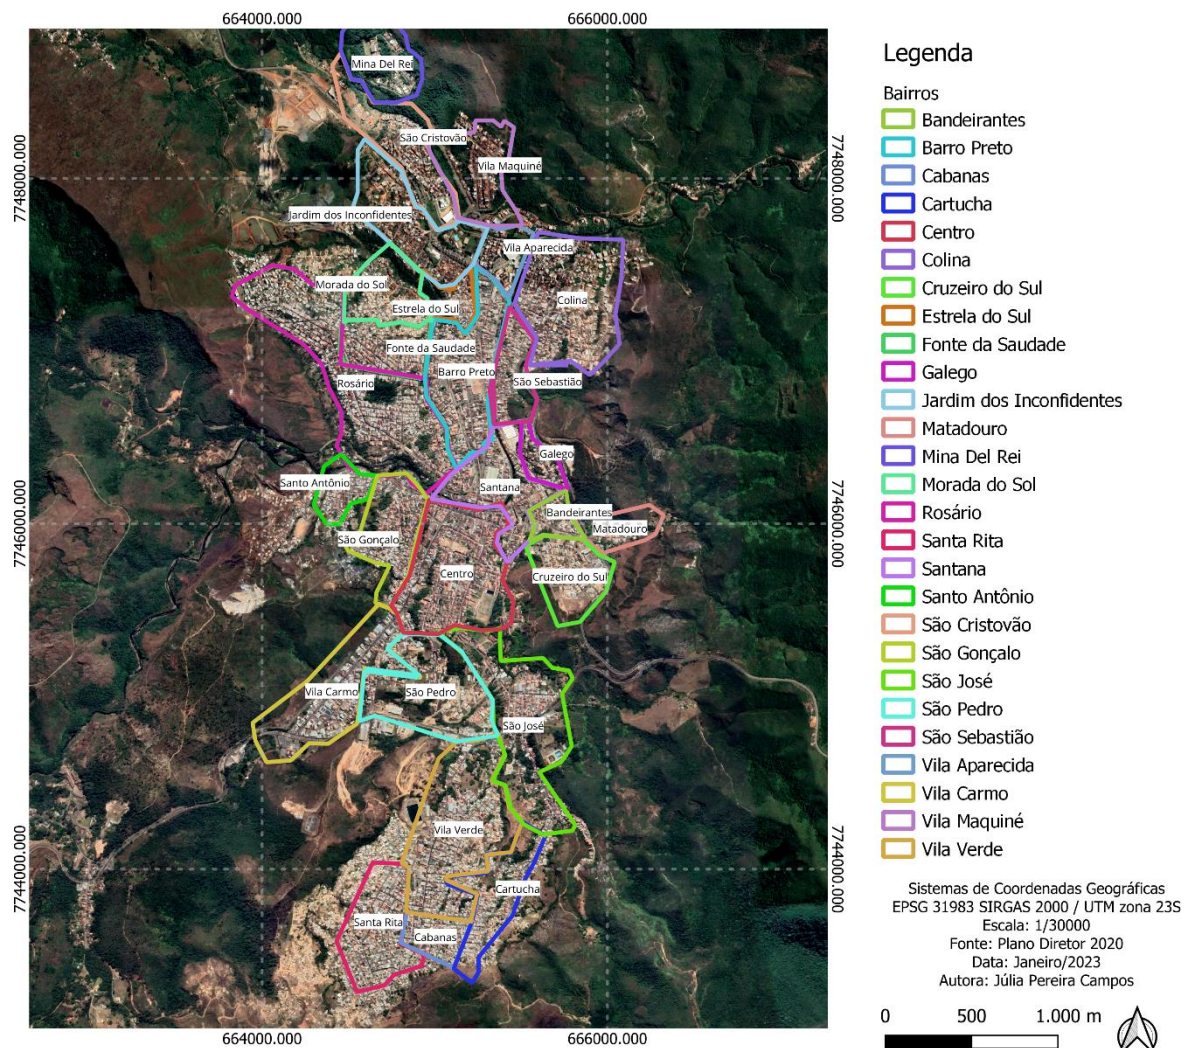 664000.000
666000.000
7748000.000
7748000.000
7746000.000
7746000.000
7744000.000
7744000.000
664000.000
666000.000
Mina Del Rei
São Cristovão
Vila Maquiné
Jardim dos Inconfidentes
Vila Aparecida
Morada do Sol
Estrela do Sul
Colina
Fonte da Saudade
Barro Preto
Rosário
São Sebastião
Galego
Santo Antônio
Santana
Bandeirantes
Matadouro
São Gonçalo
Centro
Cruzeiro do Sul
Vila Carmo
São Pedro
São José
Vila Verde
Cartucha
Santa Rita
Cabanas
Legenda
Bairros
Bandeirantes
Barro Preto
Cabanas
Cartucha
Centro
Colina
Cruzeiro do Sul
Estrela do Sul
Fonte da Saudade
Galego
Jardim dos Inconfidentes
Matadouro
Mina Del Rei
Morada do Sol
Rosário
Santa Rita
Santana
Santo Antônio
São Cristovão
São Gonçalo
São José
São Pedro
São Sebastião
Vila Aparecida
Vila Carmo
Vila Maquiné
Vila Verde
Sistemas de Coordenadas Geográficas
EPSG 31983 SIRGAS 2000 / UTM zona 23S
Escala: 1/30000
Fonte: Plano Diretor 2020
Data: Janeiro/2023
Autora: Júlia Pereira Campos
0 500 1.000 m